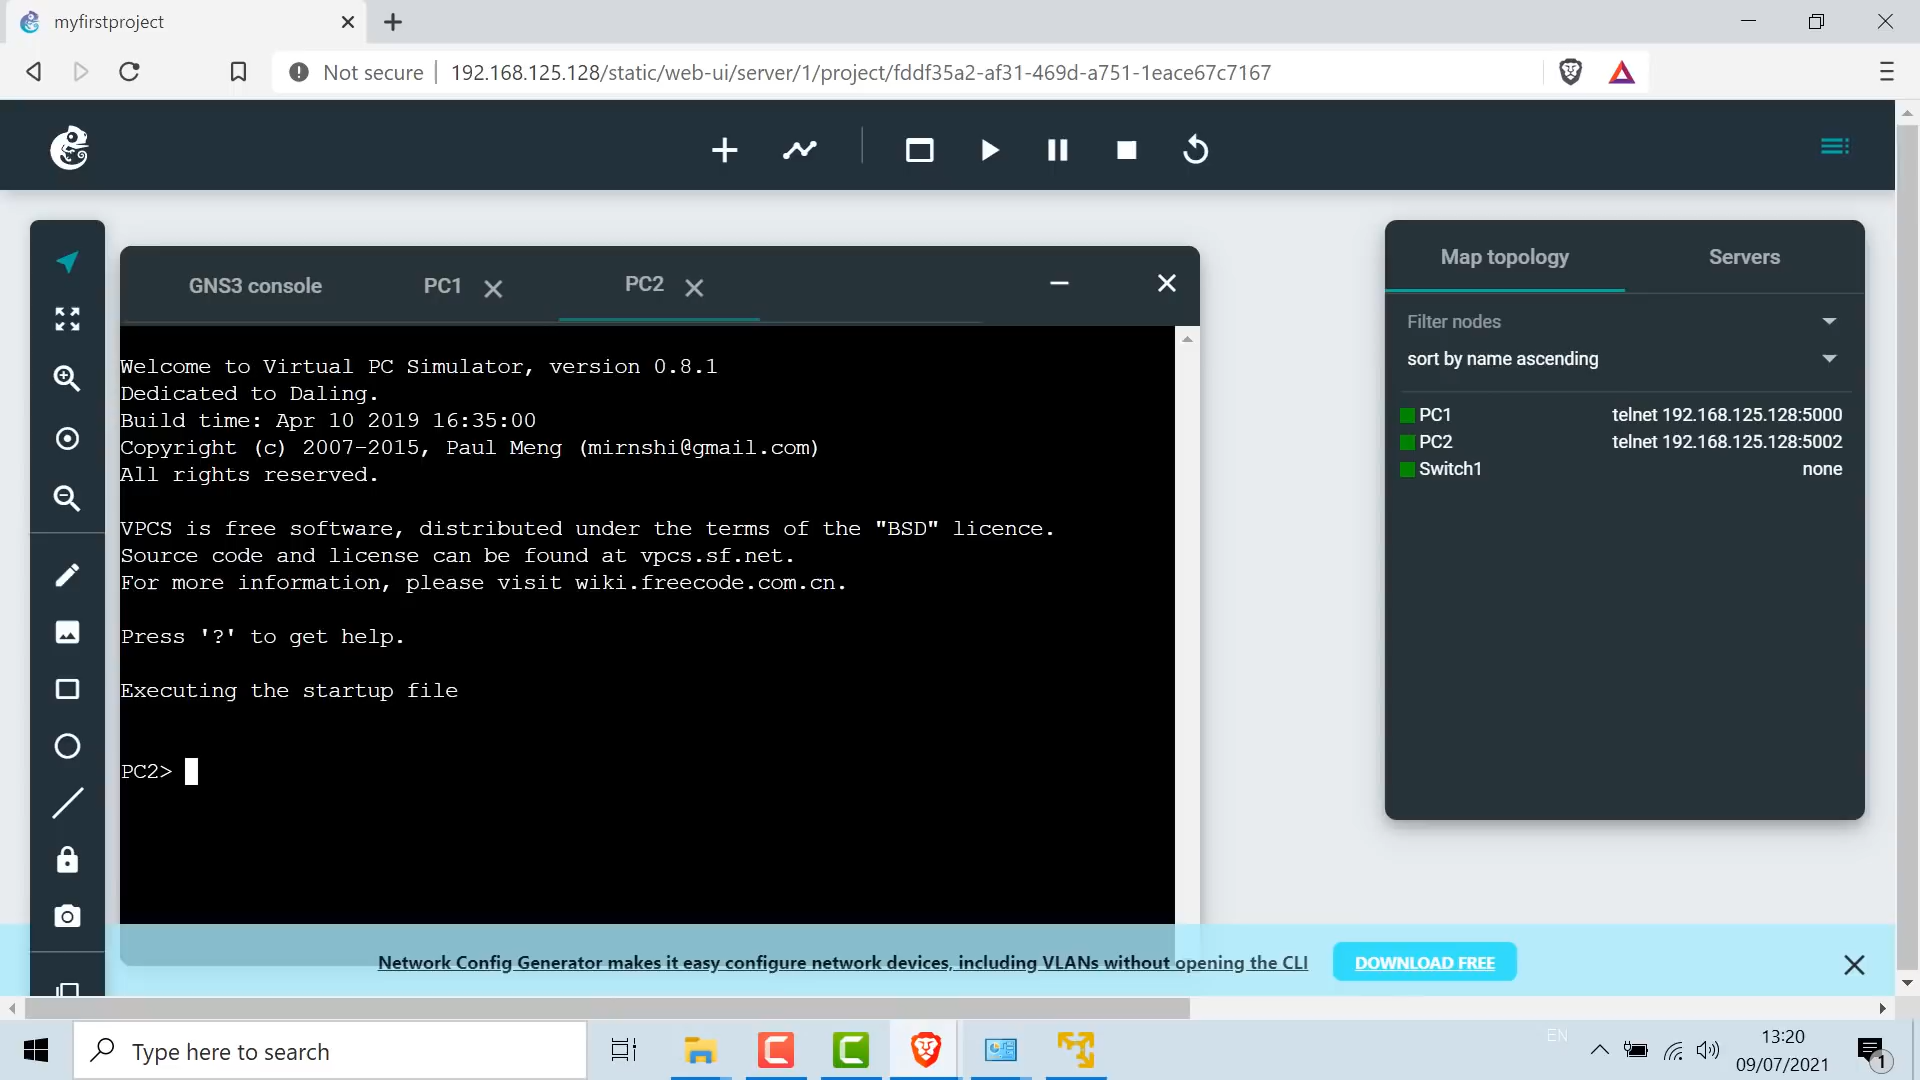 myfirstproject
Not secure
192.168.125.128/static/web-ui/server/1/project/fddf35a2-af31-469d-a751-1eace67c7167
GNS3 console
PC1
PC2
Map topology
Servers
Filter nodes
sort by name ascending
PC1 telnet 192.168.125.128:5000
PC2 telnet 192.168.125.128:5002
Switch1 none
Welcome to Virtual PC Simulator, version 0.8.1
Dedicated to Daling.
Build time: Apr 10 2019 16:35:00
Copyright (c) 2007-2015, Paul Meng (mirnshi@gmail.com)
All rights reserved.
VPCS is free software, distributed under the terms of the "BSD" licence.
Source code and license can be found at vpcs.sf.net.
For more information, please visit wiki.freecode.com.cn.
Press '?' to get help.
Executing the startup file
PC2>
Network Config Generator makes it easy configure network devices, including VLANs without opening the CLI
DOWNLOAD FREE
Type here to search
EN
13:20
09/07/2021
1